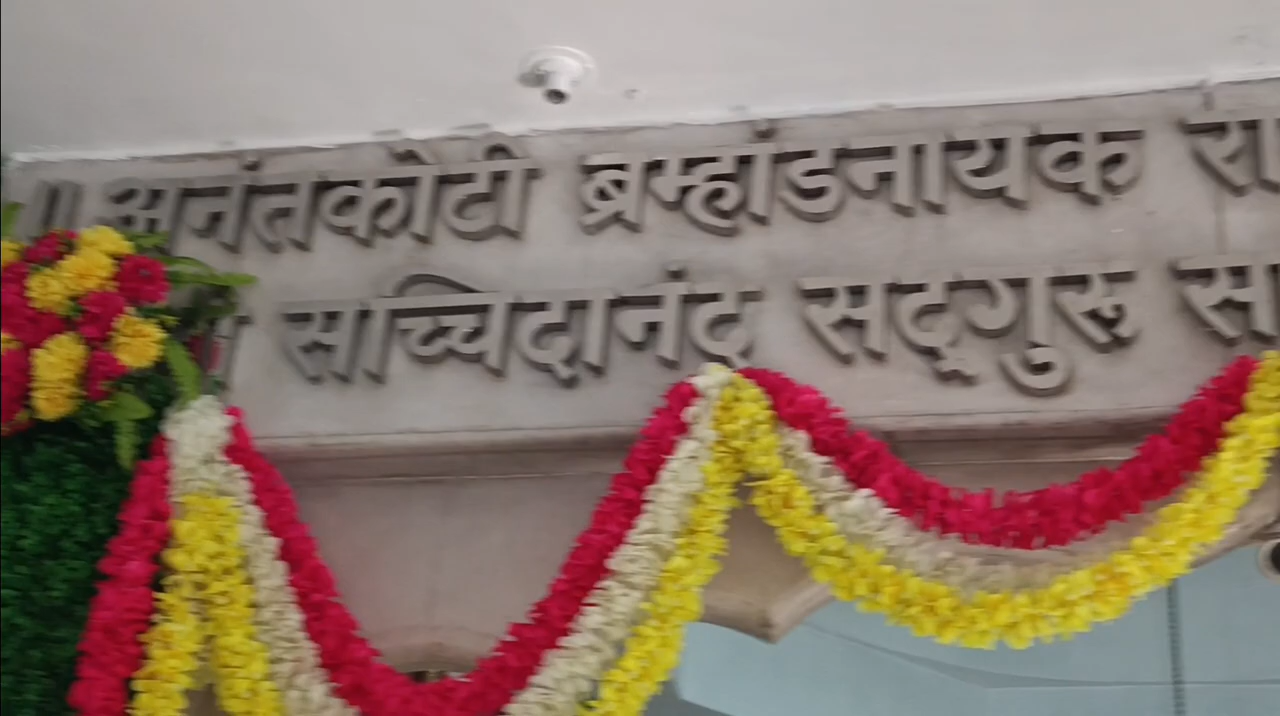 ॥ अनंतकोटी ब्रम्हांडनायक रा
सच्चिदानंद सद्गुरु सा